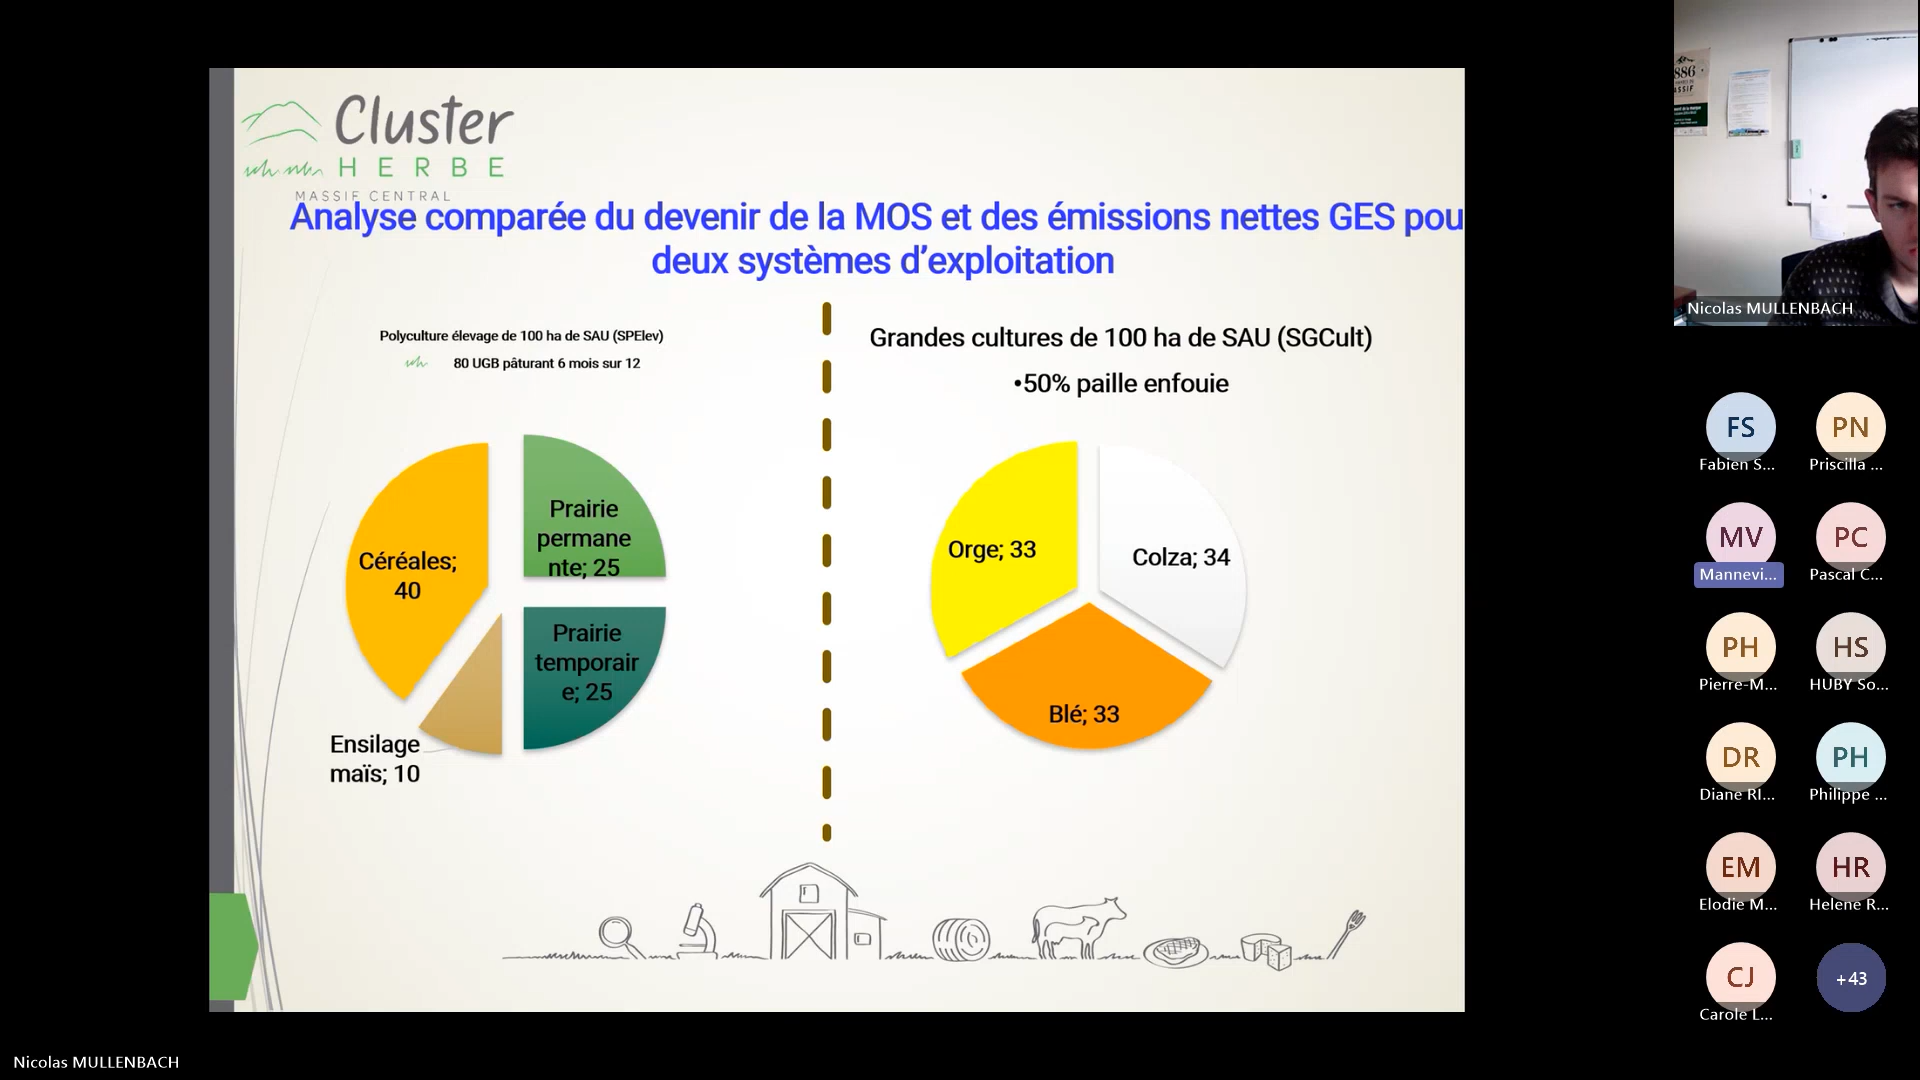 Cluster
HERBE
MASSIF CENTRAL
Analyse comparée du devenir de la MOS et des émissions nettes GES pou
deux systèmes d’exploitation
Polyculture élevage de 100 ha de SAU (SPElev)
80 UGB pâturant 6 mois sur 12
Céréales;
40
Prairie
permane
nte; 25
Prairie
temporair
e; 25
Ensilage
maïs; 10
Grandes cultures de 100 ha de SAU (SGCult)
•50% paille enfouie
Orge; 33
Colza; 34
Blé; 33
886
Nicolas MULLENBACH
FS
Fabien S...
PN
Priscilla ...
MV
Mannevi...
PC
Pascal C...
PH
Pierre-M...
HS
HUBY So...
DR
Diane RI...
PH
Philippe ...
EM
Elodie M...
HR
Helene R...
CJ
Carole L...
+43
Nicolas MULLENBACH